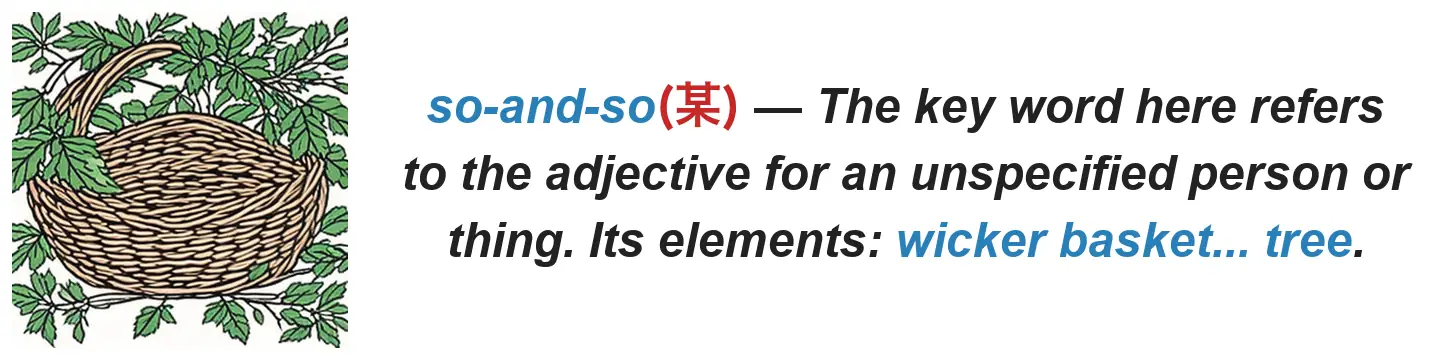 so-and-so(某) — The key word here refers
to the adjective for an unspecified person or
thing. Its elements: wicker basket... tree.